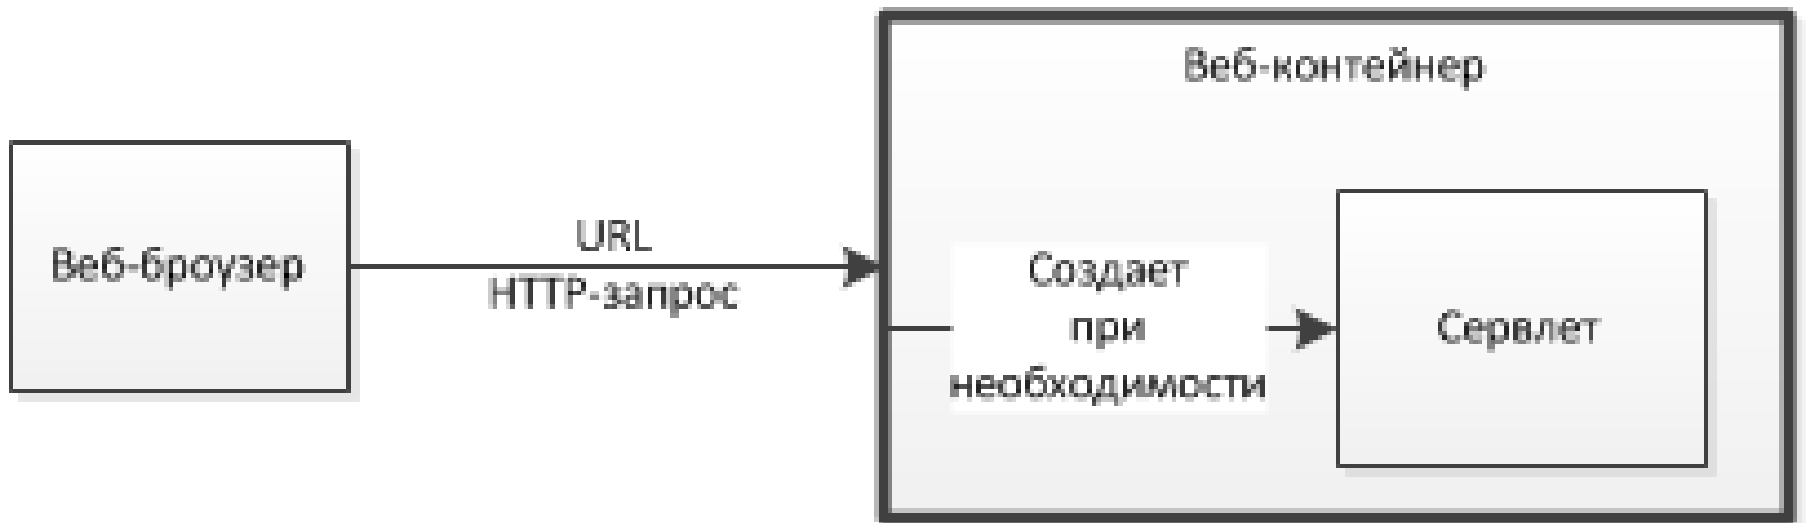 Веб-контейнер
Веб-броузер
URL
HTTP-запрос
Создает
при
необходимости
Сервлет